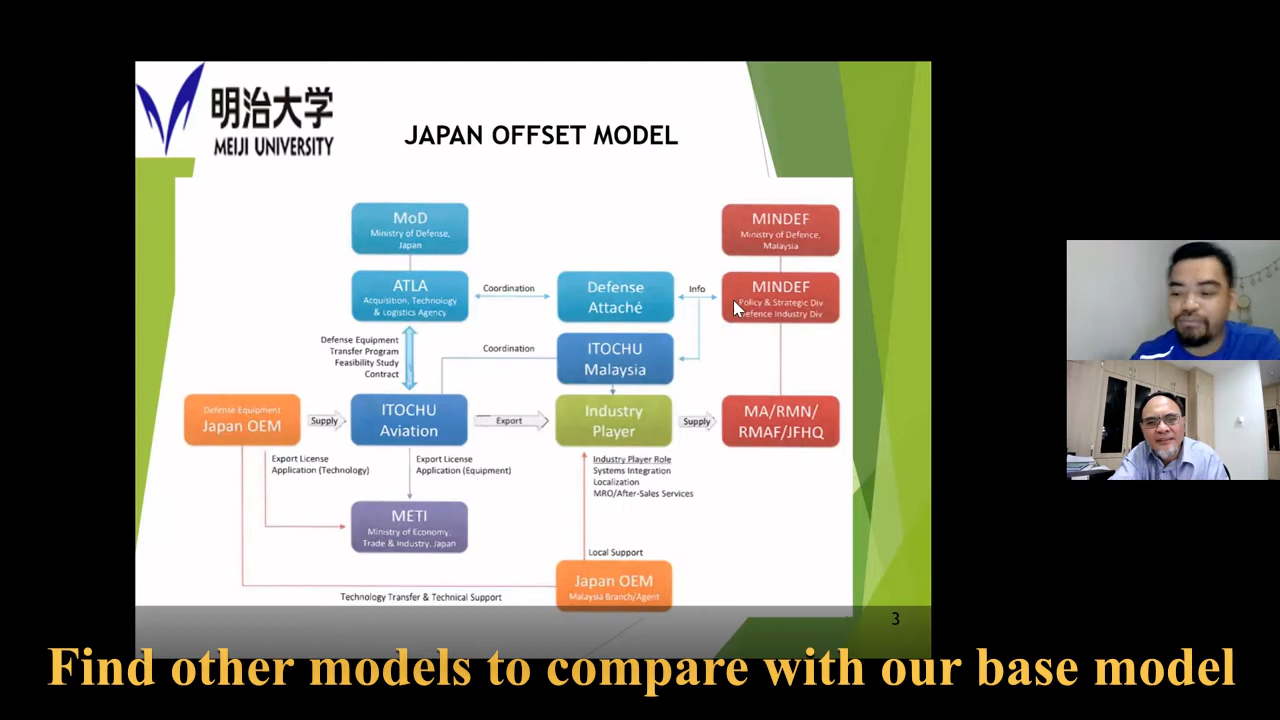 明治大学
MEIJI UNIVERSITY
JAPAN OFFSET MODEL
MoD
Ministry of Defense,
Japan
MINDEF
Ministry of Defence,
Malaysia
ATLA
Acquisition, Technology
& Logistics Agency
Coordination
Defense
Attaché
Info
MINDEF
Policy & Strategic Div
Defence Industry Div
Defense Equipment
Transfer Program
Feasibility Study
Contract
Coordination
ITOCHU
Malaysia
Defense Equipment
Japan OEM
Supply
ITOCHU
Aviation
Export
Industry
Player
Supply
MA/RMN/
RMAF/JFHQ
Export License
Application (Technology)
Export License
Application (Equipment)
Industry Player Role
Systems Integration
Localization
MRO/After-Sales Services
METI
Ministry of Economy,
Trade & Industry, Japan
Local Support
Japan OEM
Malaysia Branch/Agent
Technology Transfer & Technical Support
3
Find other models to compare with our base model